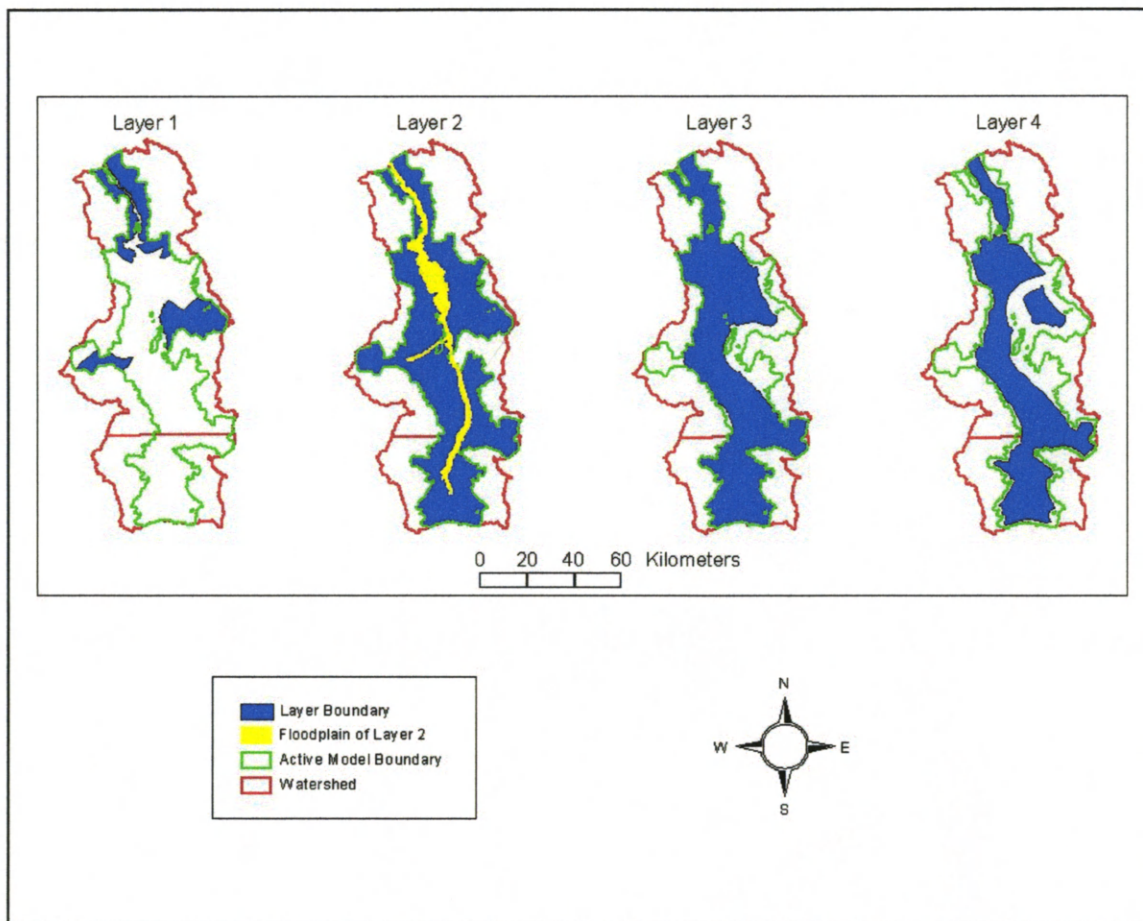 Layer 1 Layer 2 Layer 3 Layer 4
0 20 40 60 Kilometers
Layer Boundary
Floodplain of Layer 2
Active Model Boundary
Watershed
N
W E
S